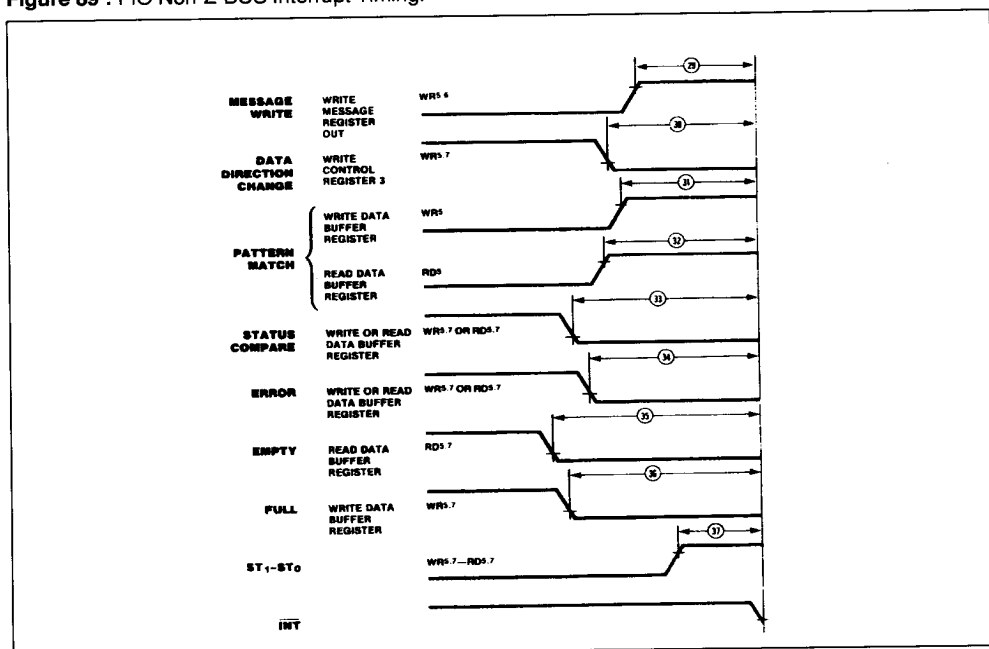 Figure 89 : FIO Non-Z-BUS Interrupt Timing.
29
MESSAGE WRITE
WRITE MESSAGE REGISTER OUT
WR5.6
30
DATA DIRECTION CHANGE
WRITE CONTROL REGISTER 3
WR5.7
31
PATTERN MATCH
WRITE DATA BUFFER REGISTER
WR5
32
READ DATA BUFFER REGISTER
RD5
33
STATUS COMPARE
WRITE OR READ DATA BUFFER REGISTER
WR5.7 OR RD5.7
34
ERROR
WRITE OR READ DATA BUFFER REGISTER
WR5.7 OR RD5.7
35
EMPTY
READ DATA BUFFER REGISTER
RD5.7
36
FULL
WRITE DATA BUFFER REGISTER
WR5.7
37
ST1-ST0
WR5.7—RD5.7
INT